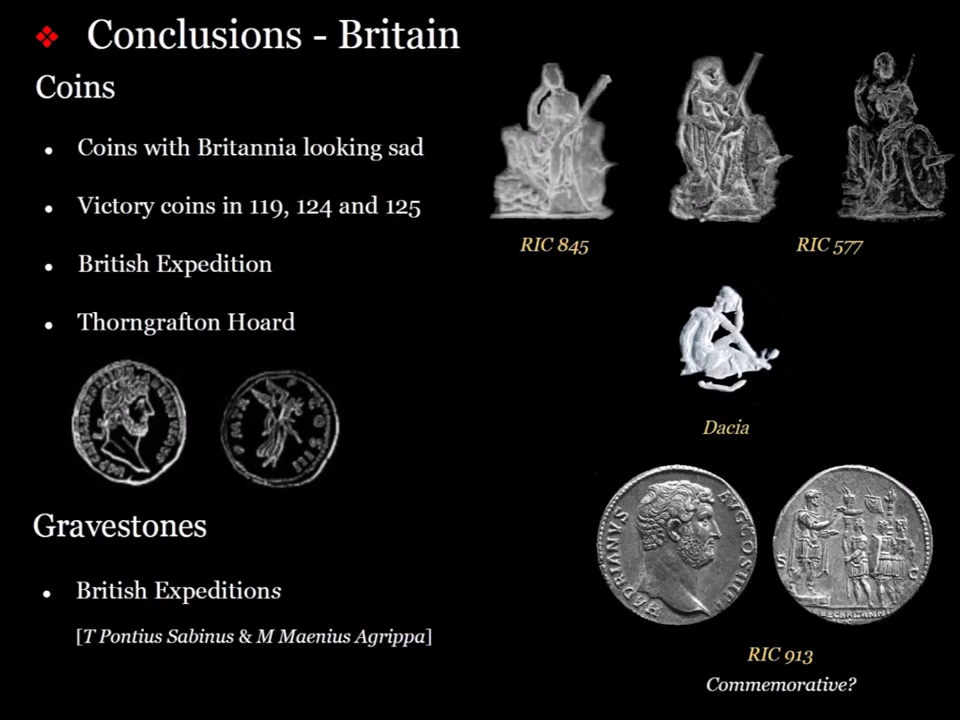 Conclusions - Britain
Coins
Coins with Britannia looking sad
Victory coins in 119, 124 and 125
British Expedition
Thorngrafton Hoard
Gravestones
British Expeditions
[T Pontius Sabinus & M Maenius Agrippa]
RIC 845
RIC 577
Dacia
HADRIANVS AVG COS III P P
S C
RIC 913
Commemorative?